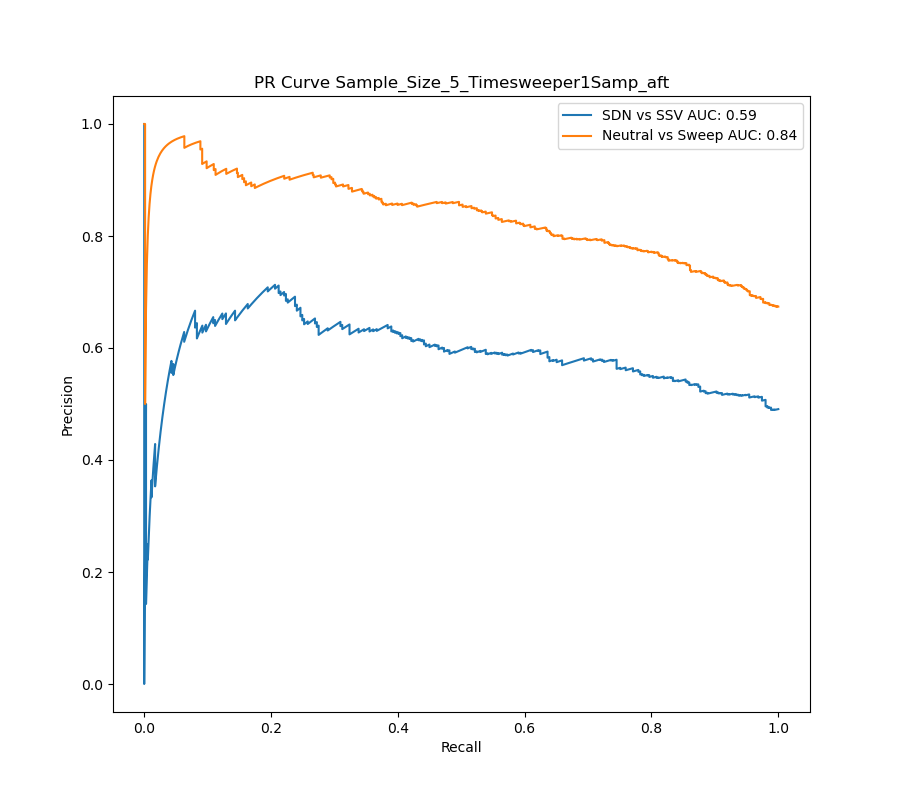 PR Curve Sample_Size_5_Timesweeper1Samp_aft
SDN vs SSV AUC: 0.59
Neutral vs Sweep AUC: 0.84
1.0
0.8
0.6
0.4
0.2
0.0
Precision
0.0 0.2 0.4 0.6 0.8 1.0
Recall